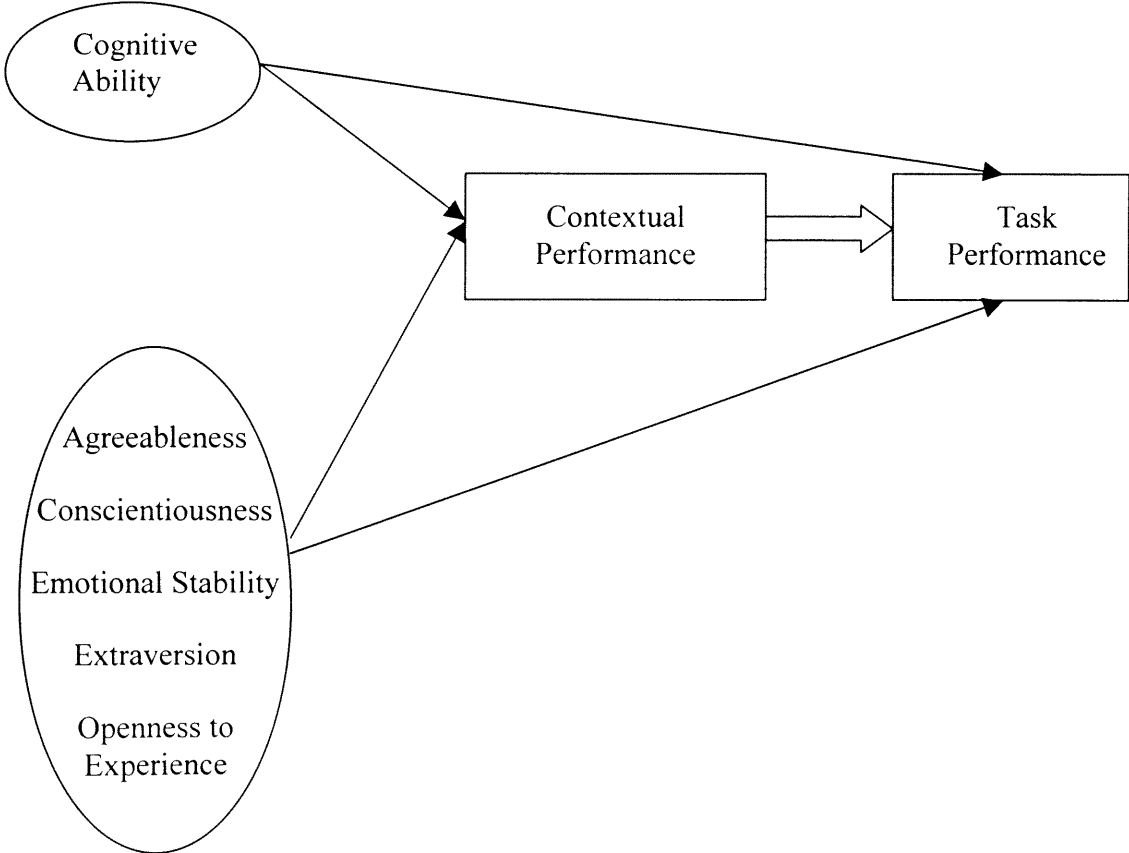 Cognitive
Ability
Contextual
Performance
Task
Performance
Agreeableness
Conscientiousness
Emotional Stability
Extraversion
Openness to
Experience